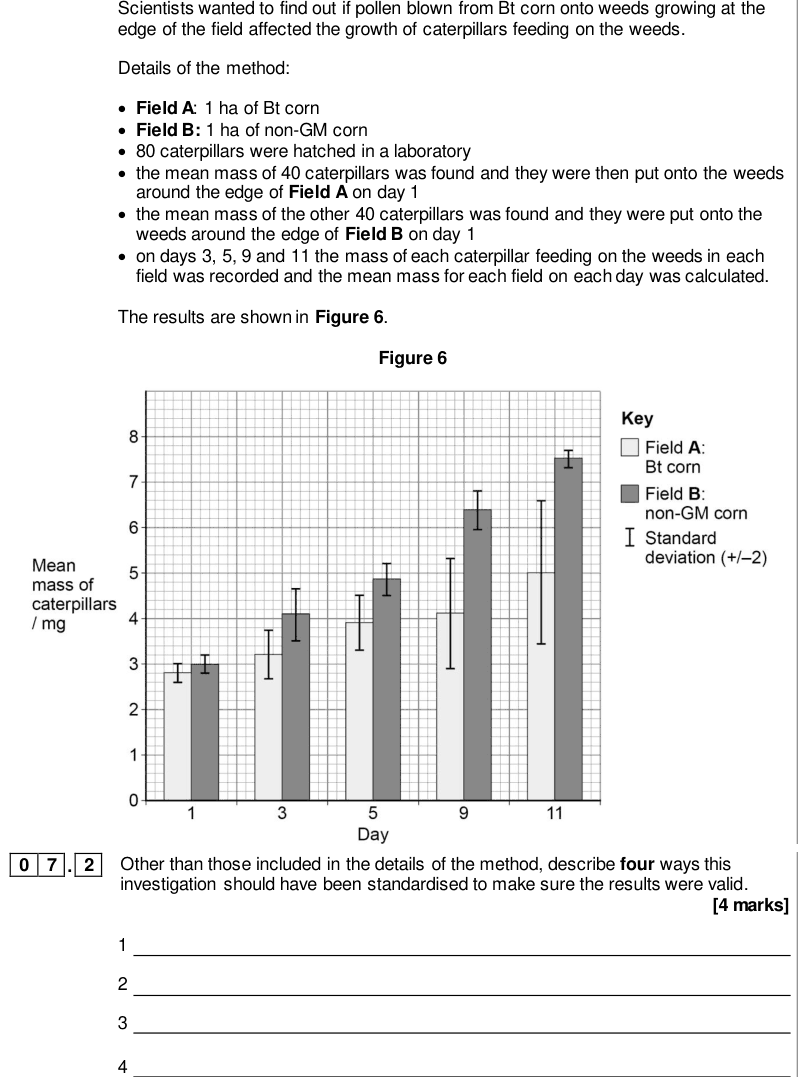 Scientists wanted to find out if pollen blown from Bt corn onto weeds growing at the
edge of the field affected the growth of caterpillars feeding on the weeds.
Details of the method:
• Field A: 1 ha of Bt corn
• Field B: 1 ha of non-GM corn
• 80 caterpillars were hatched in a laboratory
• the mean mass of 40 caterpillars was found and they were then put onto the weeds
around the edge of Field A on day 1
• the mean mass of the other 40 caterpillars was found and they were put onto the
weeds around the edge of Field B on day 1
• on days 3, 5, 9 and 11 the mass of each caterpillar feeding on the weeds in each
field was recorded and the mean mass for each field on each day was calculated.
The results are shown in Figure 6.
Figure 6
Mean
mass of
caterpillars
/ mg
8
7
6
5
4
3
2
1
0
1 3 5 9 11
Day
Key
Field A:
Bt corn
Field B:
non-GM corn
Standard
deviation (+/–2)
0 7 . 2 Other than those included in the details of the method, describe four ways this
investigation should have been standardised to make sure the results were valid.
[4 marks]
1
2
3
4